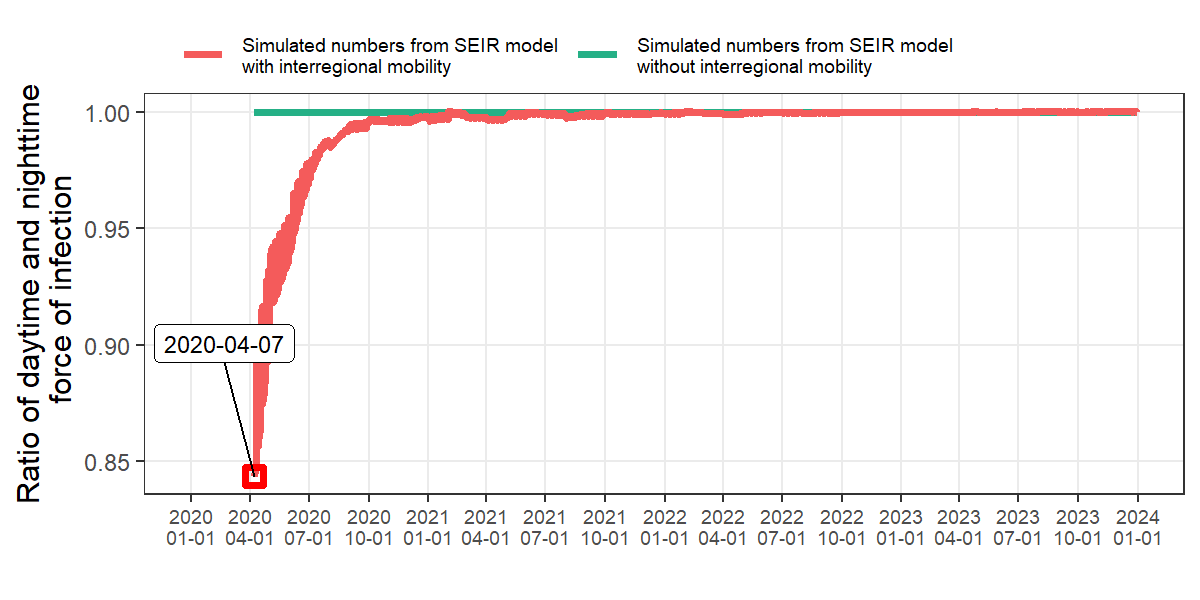 Simulated numbers from SEIR model
with interregional mobility
Simulated numbers from SEIR model
without interregional mobility
Ratio of daytime and nighttime
force of infection
1.00
0.95
0.90
0.85
2020-04-07
2020 2020 2020 2020 2021 2021 2021 2021 2022 2022 2022 2022 2023 2023 2023 2023 2024
01-01 04-01 07-01 10-01 01-01 04-01 07-01 10-01 01-01 04-01 07-01 10-01 01-01 04-01 07-01 10-01 01-01